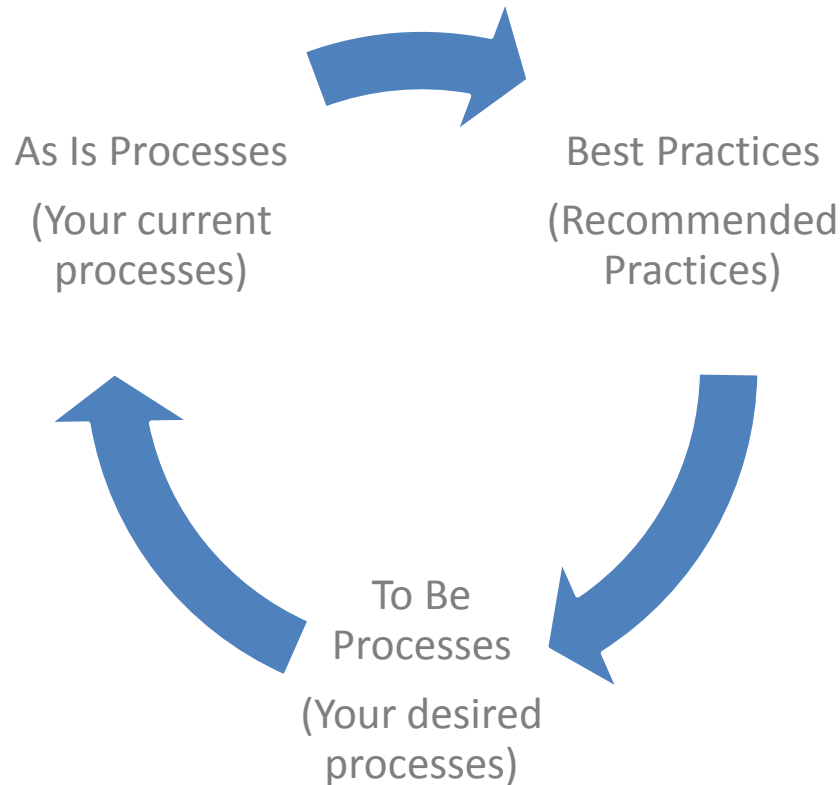 As Is Processes
(Your current
processes)
Best Practices
(Recommended
Practices)
To Be
Processes
(Your desired
processes)